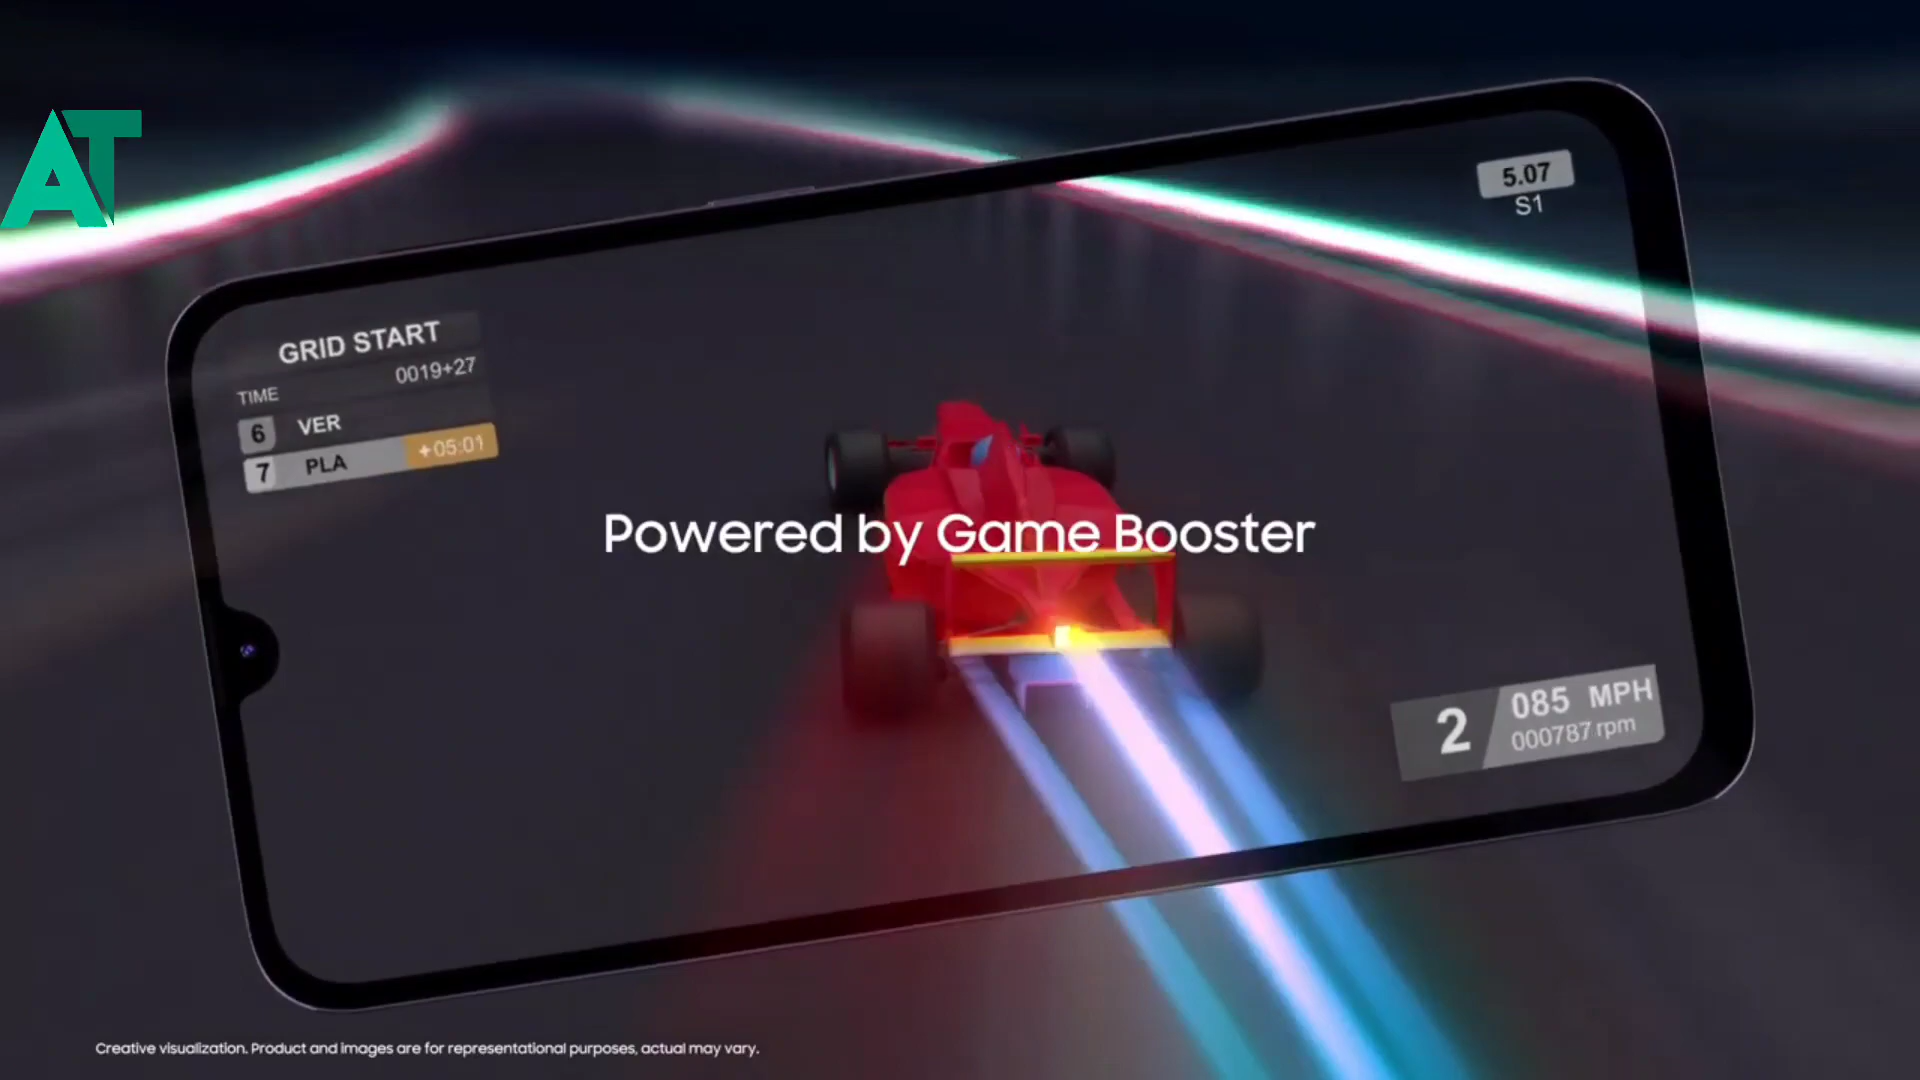 AT
5.07
S1
GRID START
0019+27
TIME
6 VER
7 PLA +05:01
Powered by Game Booster
2 085 MPH
000787 rpm
Creative visualization. Product and images are for representational purposes, actual may vary.